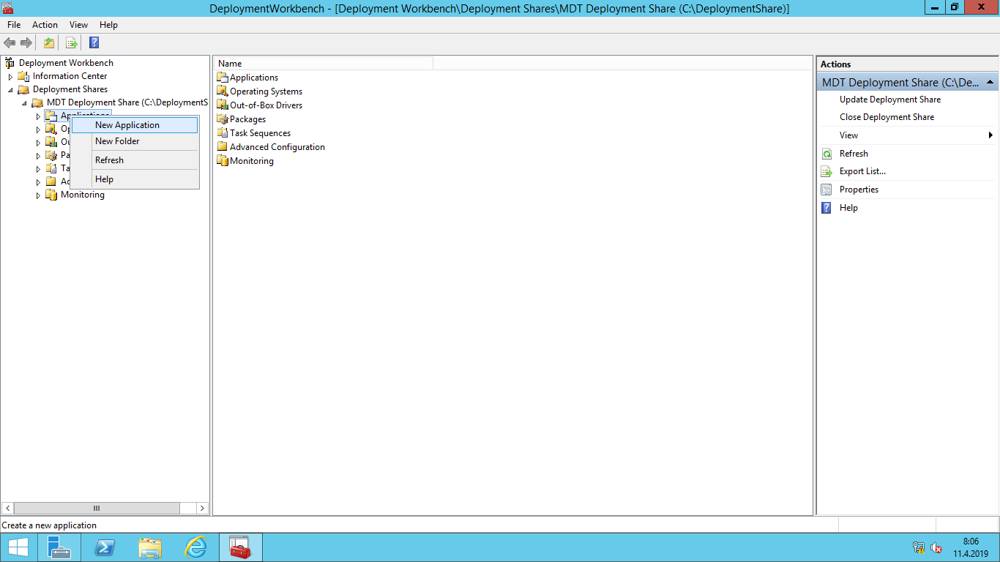 DeploymentWorkbench - [Deployment Workbench\Deployment Shares\MDT Deployment Share (C:\DeploymentShare)]
File Action View Help
Deployment Workbench
Information Center
Deployment Shares
MDT Deployment Share (C:\DeploymentS
Applications
Op
Ou
Pa
Ta
Ad
Monitoring
New Application
New Folder
Refresh
Help
Name
Applications
Operating Systems
Out-of-Box Drivers
Packages
Task Sequences
Advanced Configuration
Monitoring
Actions
MDT Deployment Share (C:\De...
Update Deployment Share
Close Deployment Share
View
Refresh
Export List...
Properties
Help
Create a new application
8:06
11.4.2019